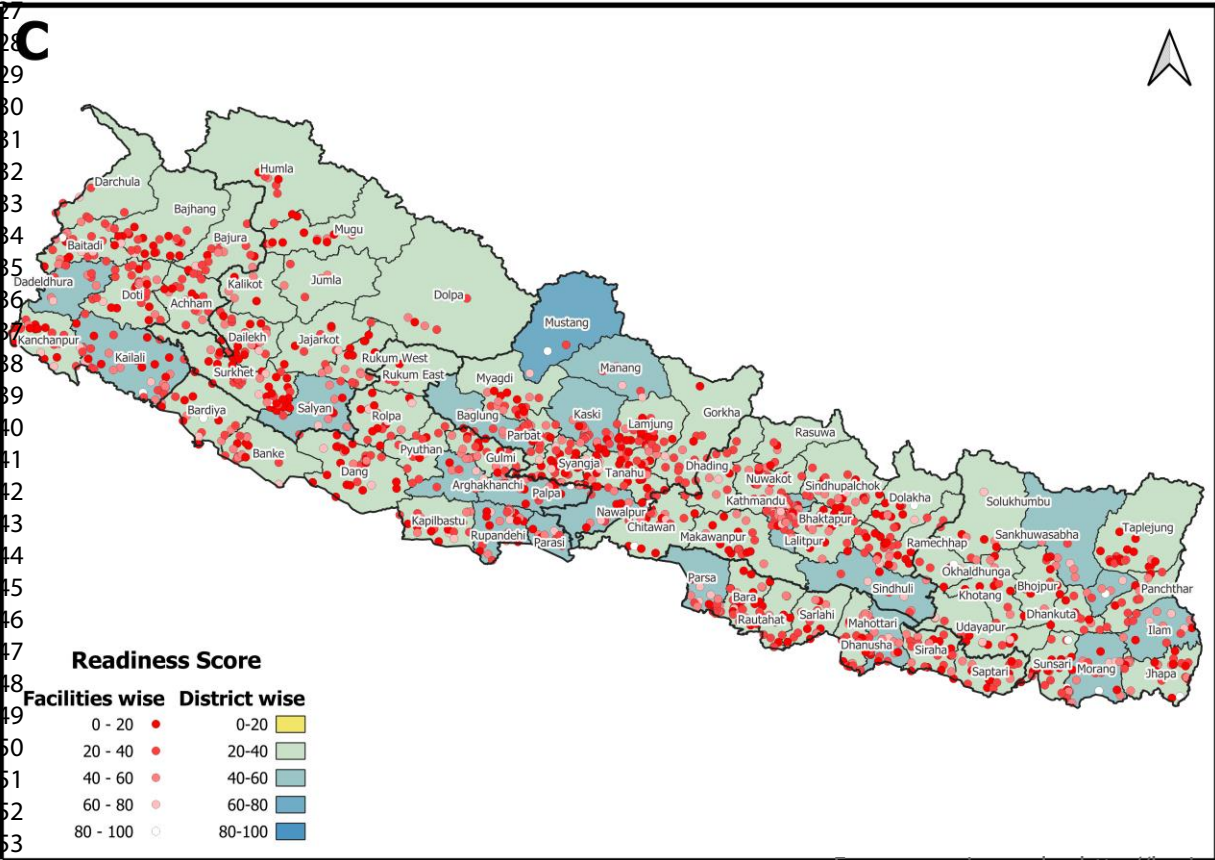 27
28
29
30
31
32
33
34
35
36
37
38
39
40
41
42
43
44
45
46
47
48
49
50
51
52
53
C
Humla
Darchula
Bajhang
Mugu
Bajura
Baitadi
Dadeldhura
Doti
Kalikot
Jumla
Achham
Dolpa
Mustang
Kanchanpur
Dailekh
Jajarkot
Kailali
Rukum West
Surkhet
Rukum East
Myagdi
Manang
Bardiya
Salyan
Rolpa
Baglung
Kaski
Gorkha
Lamjung
Parbat
Rasuwa
Banke
Dang
Pyuthan
Gulmi
Syangja
Tanahu
Dhading
Nuwakot
Sindhupalchok
Arghakhanchi
Palpa
Kathmandu
Dolakha
Solukhumbu
Kapilbastu
Nawalpur
Chitawan
Bhaktapur
Taplejung
Rupandehi
Parasi
Makawanpur
Lalitpur
Ramechhap
Sankhuwasabha
Okhaldhunga
Parsa
Sindhuli
Khotang
Bhojpur
Panchthar
Bara
Rautahat
Sarlahi
Mahottari
Udayapur
Dhankuta
Ilam
Dhanusha
Siraha
Saptari
Sunsari
Morang
Jhapa
Readiness Score
Facilities wise District wise
0 - 20 0-20
20 - 40 20-40
40 - 60 40-60
60 - 80 60-80
80 - 100 80-100